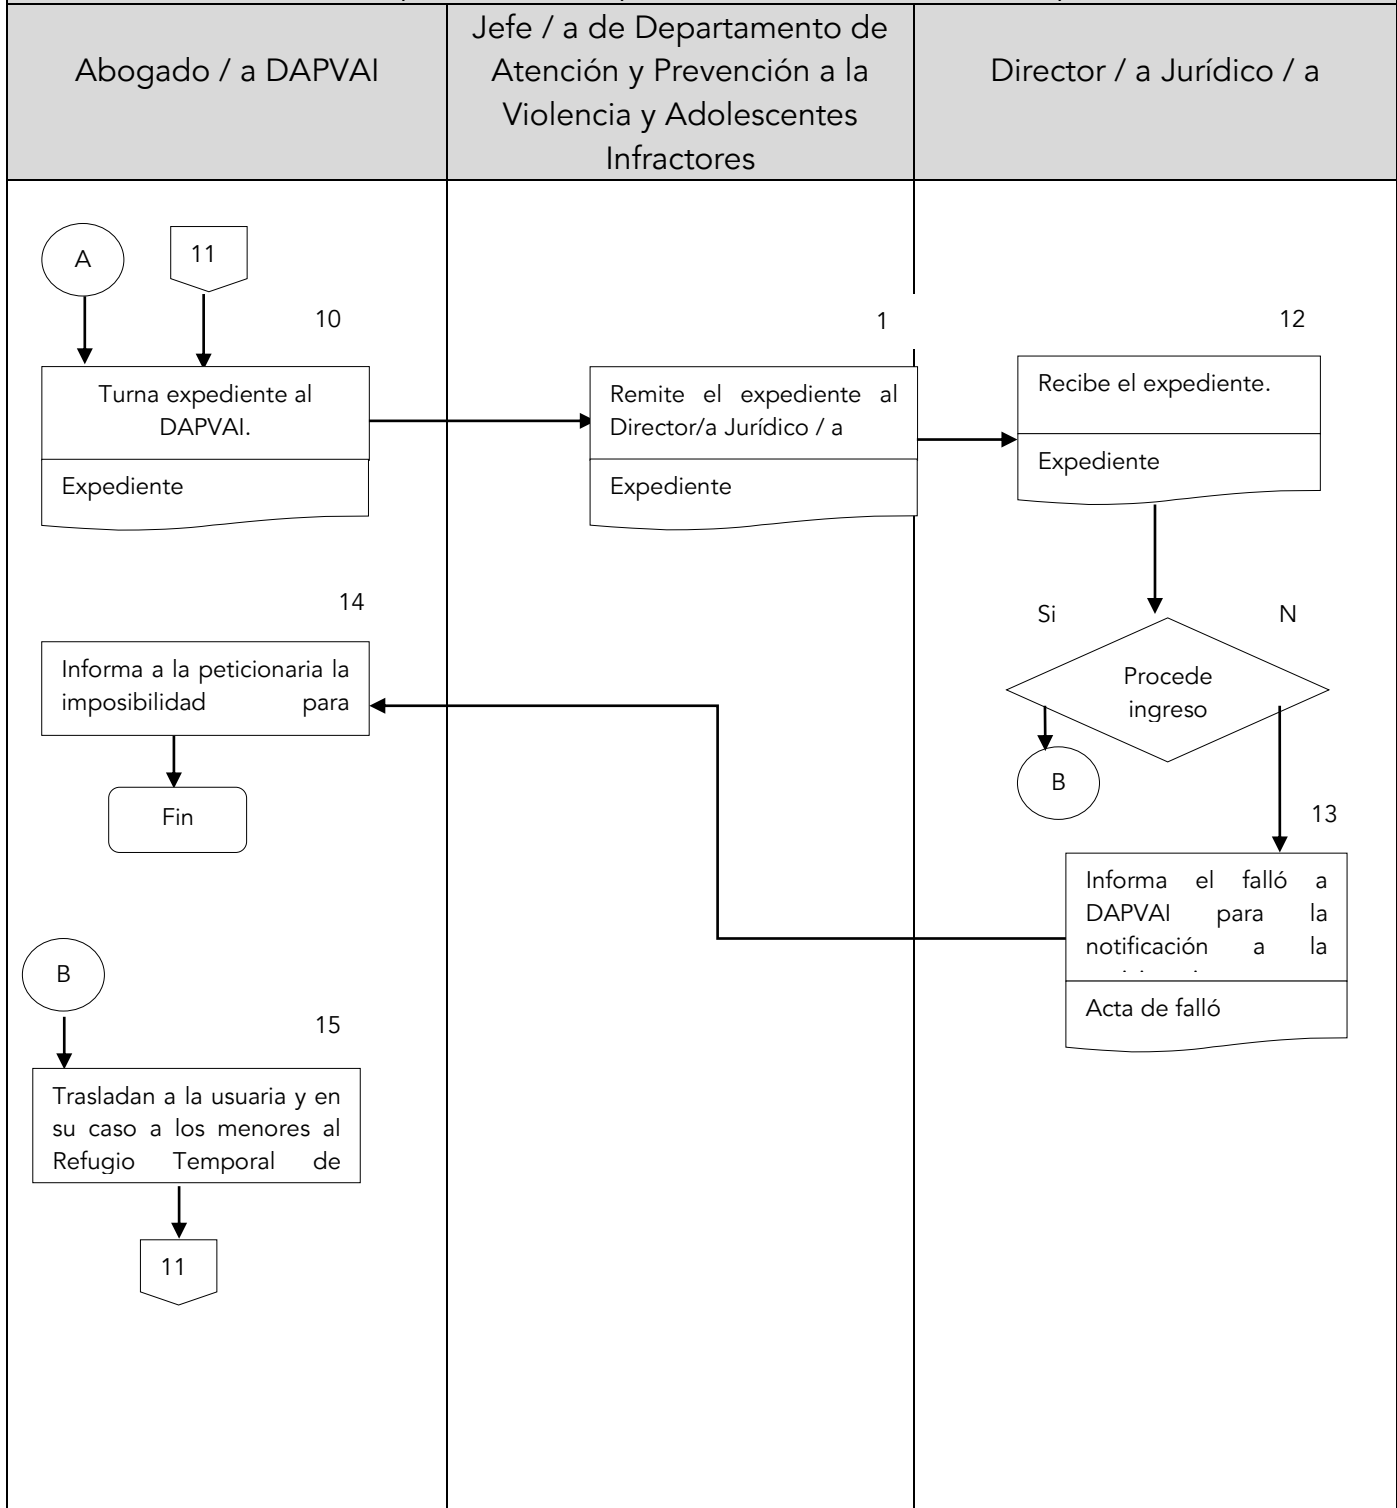 Abogado / a DAPVAI
Jefe / a de Departamento de
Atención y Prevención a la
Violencia y Adolescentes
Infractores
Director / a Jurídico / a
A
11
10
1
12
Turna expediente al
DAPVAI.
Expediente
Remite el expediente al
Director/a Jurídico / a
Expediente
Recibe el expediente.
Expediente
14
Si
N
Informa a la peticionaria la
imposibilidad para
Procede
ingreso
Fin
B
13
Informa el falló a
DAPVAI para la
notificación a la
Acta de falló
B
15
Trasladan a la usuaria y en
su caso a los menores al
Refugio Temporal de
11